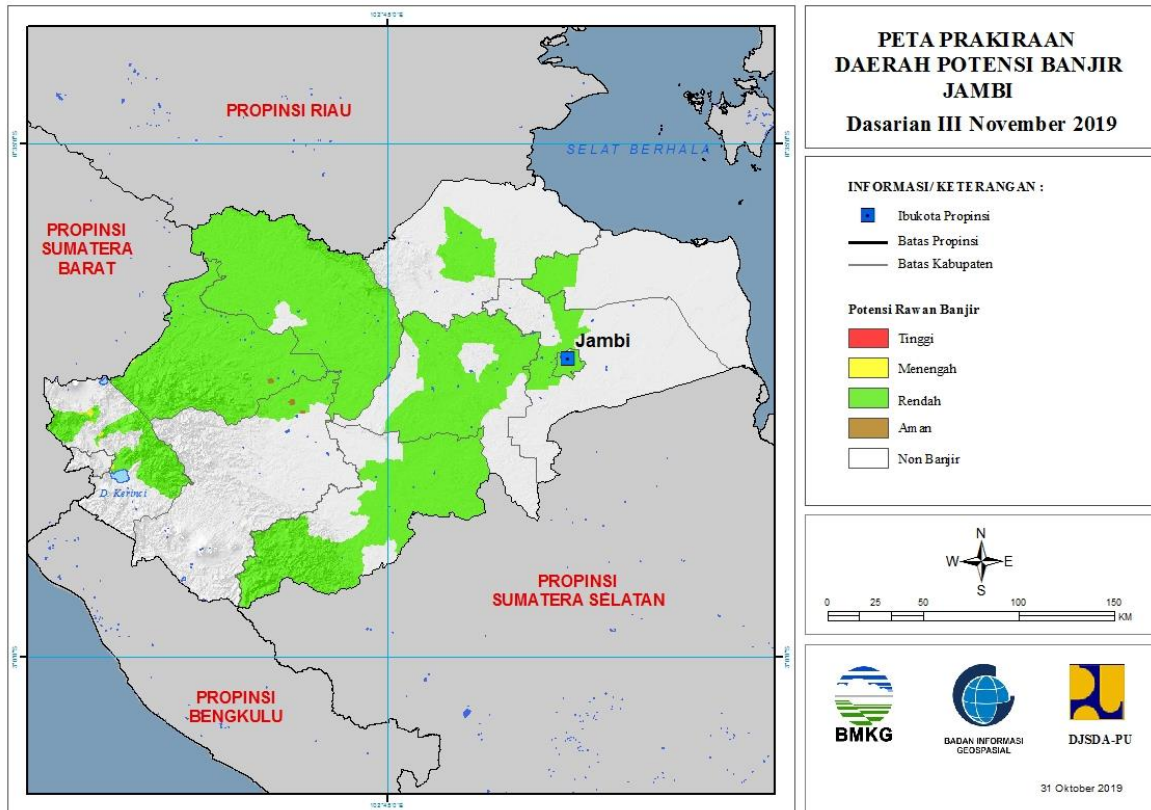 PROPINSI RIAU
SELAT BERHALA
PROPINSI
SUMATERA
BARAT
Jambi
D. Kerinci
PROPINSI
SUMATERA SELATAN
PROPINSI
BENGKULU
PETA PRAKIRAAN
DAERAH POTENSI BANJIR
JAMBI
Dasarian III November 2019
INFORMASI/ KETERANGAN :
Ibukota Propinsi
Batas Propinsi
Batas Kabupaten
Potensi Rawan Banjir
Tinggi
Menengah
Rendah
Aman
Non Banjir
N
W E
S
0 25 50 100 150
KM
BMKG
BADAN INFORMASI
GEOSPASIAL
DJSDA-PU
31 Oktober 2019